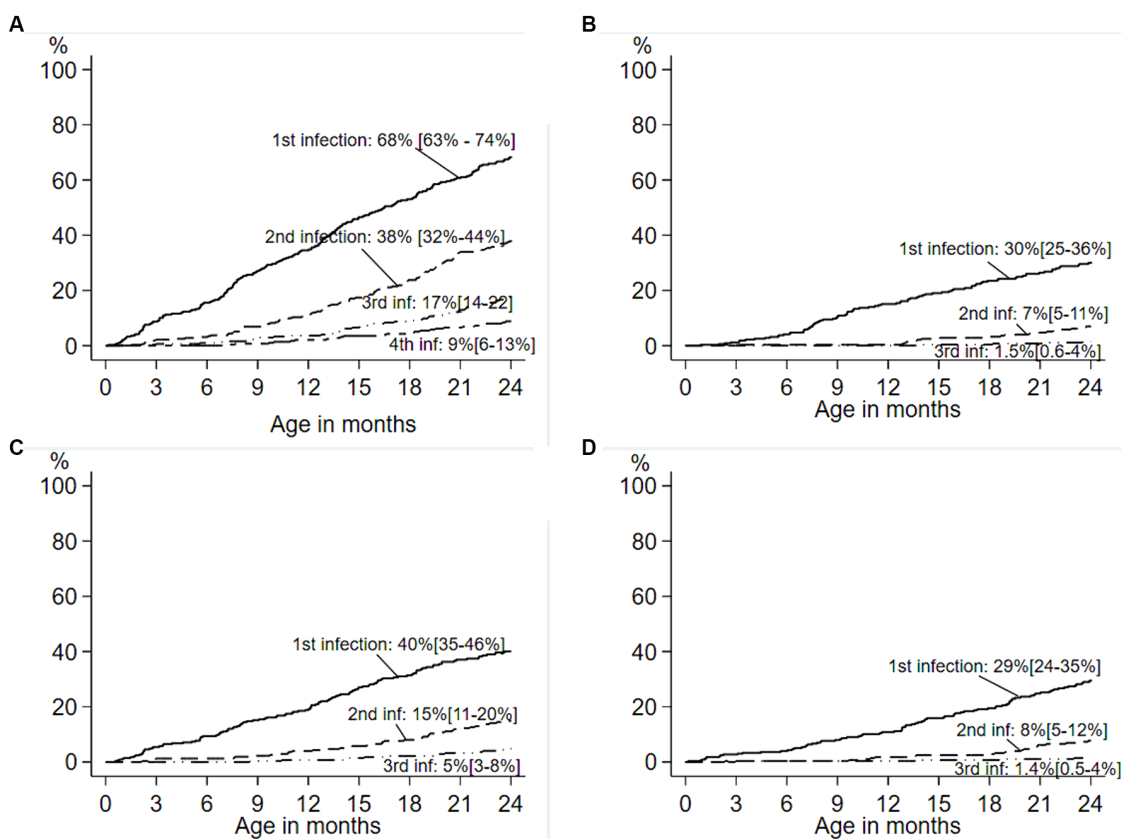 A
%
100
80
60
40
20
0
1st infection: 68% [63% - 74%]
2nd infection: 38% [32%-44%]
3rd inf: 17%[14-22]
4th inf: 9%[6-13%]
0 3 6 9 12 15 18 21 24
Age in months
B
%
100
80
60
40
20
0
1st infection: 30%[25-36%]
2nd inf: 7%[5-11%]
3rd inf: 1.5%[0.6-4%]
0 3 6 9 12 15 18 21 24
Age in months
C
%
100
80
60
40
20
0
1st infection: 40%[35-46%]
2nd inf: 15%[11-20%]
3rd inf: 5%[3-8%]
0 3 6 9 12 15 18 21 24
Age in months
D
%
100
80
60
40
20
0
1st infection: 29%[24-35%]
2nd inf: 8%[5-12%]
3rd inf: 1.4%[0.5-4%]
0 3 6 9 12 15 18 21 24
Age in months